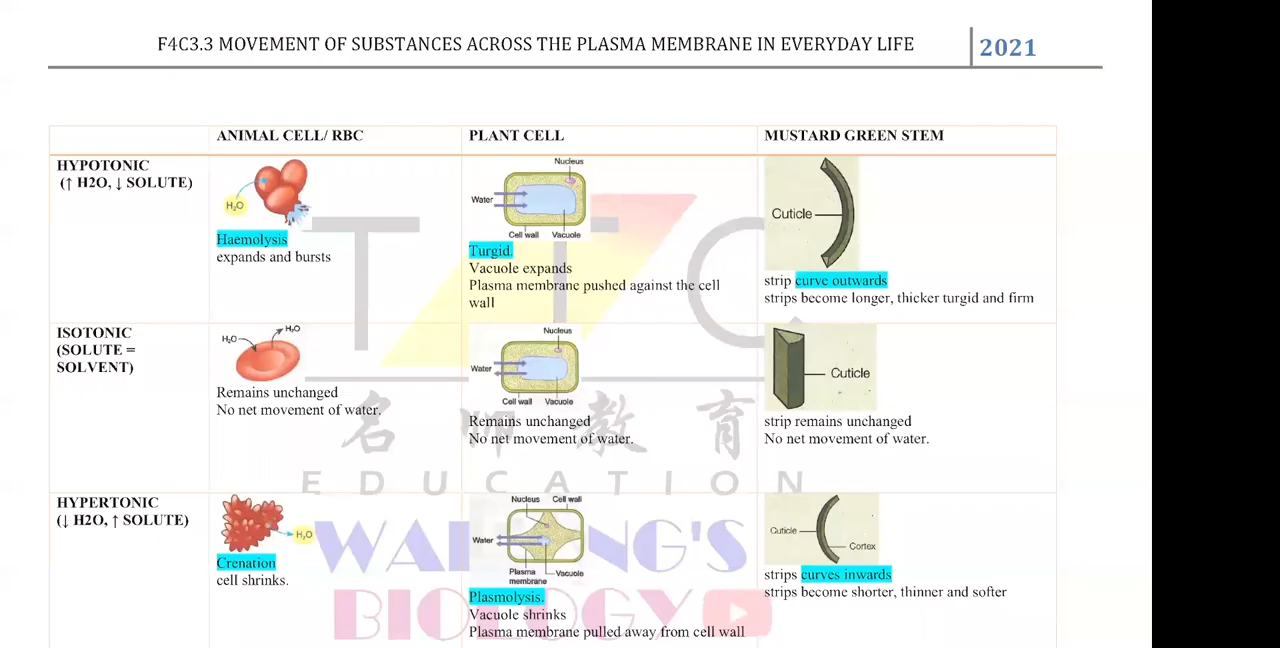 F4C3.3 MOVEMENT OF SUBSTANCES ACROSS THE PLASMA MEMBRANE IN EVERYDAY LIFE
2021
ANIMAL CELL/ RBC
PLANT CELL
MUSTARD GREEN STEM
HYPOTONIC
(↑ H2O, ↓ SOLUTE)
H₂O
Haemolysis
expands and bursts
Nucleus
Water
Cell wall
Vacuole
Turgid.
Vacuole expands
Plasma membrane pushed against the cell
wall
Cuticle
strip curve outwards
strips become longer, thicker turgid and firm
ISOTONIC
(SOLUTE =
SOLVENT)
H₂O
H₂O
Remains unchanged
No net movement of water.
Nucleus
Water
Cell wall
Vacuole
Remains unchanged
No net movement of water.
Cuticle
strip remains unchanged
No net movement of water.
HYPERTONIC
(↓ H2O, ↑ SOLUTE)
H₂O
Crenation
cell shrinks.
Nucleus
Cell wall
Water
Plasma
membrane
Vacuole
Plasmolysis.
Vacuole shrinks
Plasma membrane pulled away from cell wall
Cuticle
Cortex
strips curves inwards
strips become shorter, thinner and softer
TTC
名师教育
EDUCATION
BIOLOGY